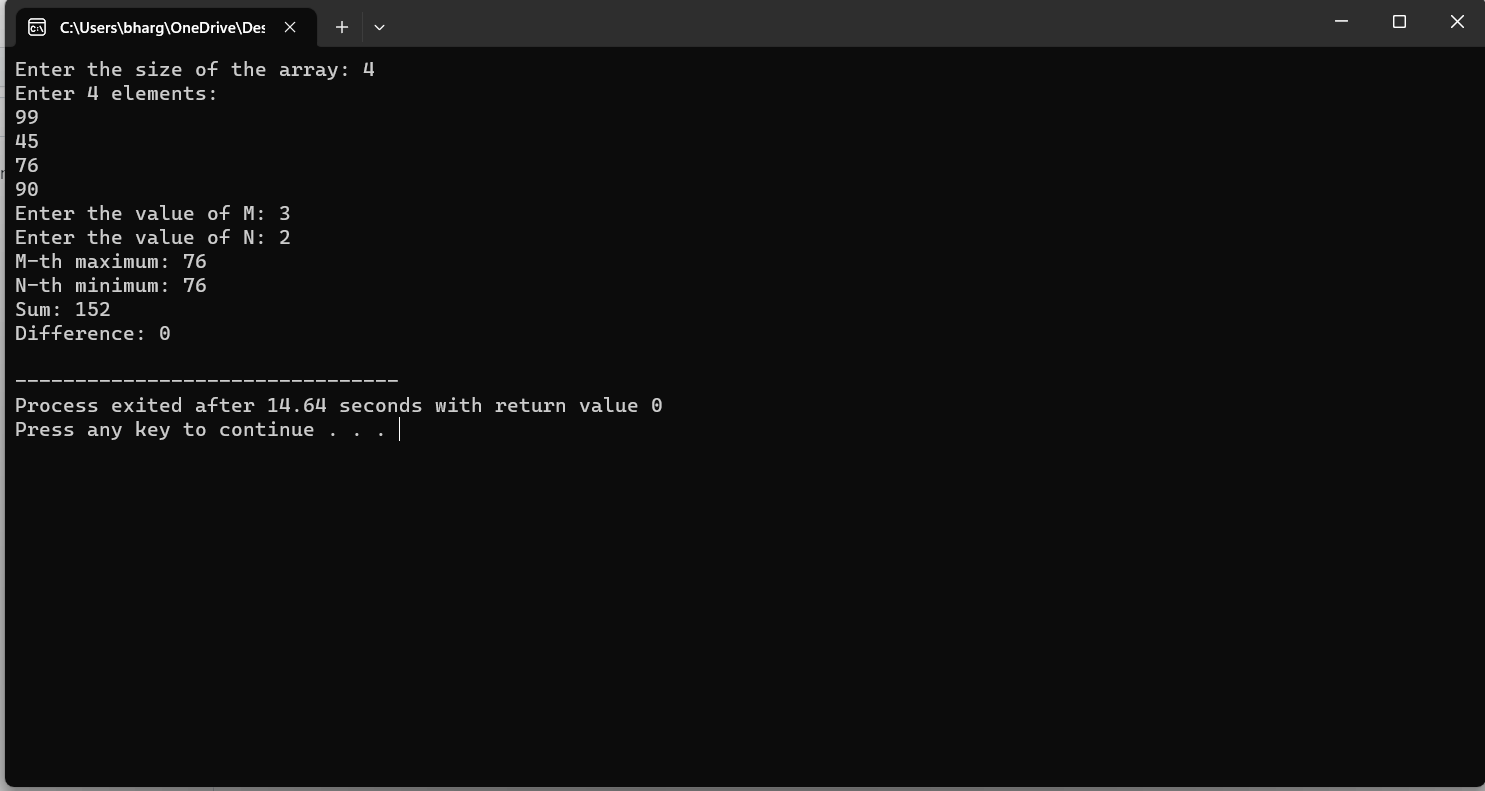 C:\Users\bharg\OneDrive\Des
Enter the size of the array: 4
Enter 4 elements:
99
45
76
90
Enter the value of M: 3
Enter the value of N: 2
M-th maximum: 76
N-th minimum: 76
Sum: 152
Difference: 0
--------------------------------
Process exited after 14.64 seconds with return value 0
Press any key to continue . . .